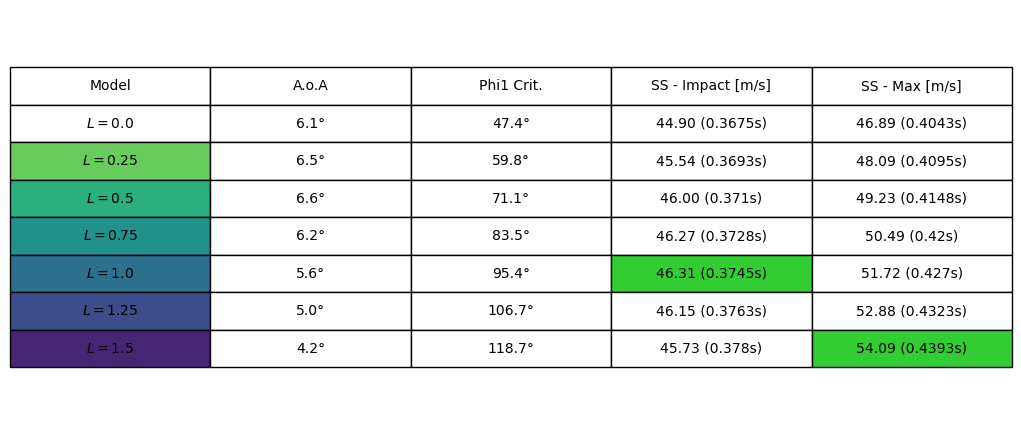 Model A.o.A Phi1 Crit. SS - Impact [m/s] SS - Max [m/s]
L = 0.0 6.1° 47.4° 44.90 (0.3675s) 46.89 (0.4043s)
L = 0.25 6.5° 59.8° 45.54 (0.3693s) 48.09 (0.4095s)
L = 0.5 6.6° 71.1° 46.00 (0.371s) 49.23 (0.4148s)
L = 0.75 6.2° 83.5° 46.27 (0.3728s) 50.49 (0.42s)
L = 1.0 5.6° 95.4° 46.31 (0.3745s) 51.72 (0.427s)
L = 1.25 5.0° 106.7° 46.15 (0.3763s) 52.88 (0.4323s)
L = 1.5 4.2° 118.7° 45.73 (0.378s) 54.09 (0.4393s)